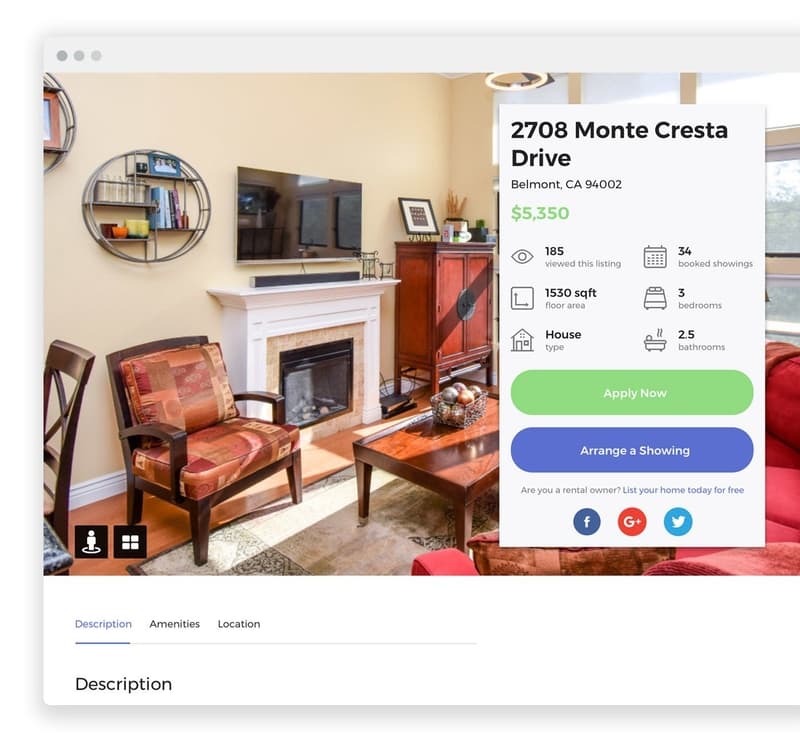 2708 Monte Cresta
Drive
Belmont, CA 94002
$5,350
185
viewed this listing
34
booked showings
1530 sqft
floor area
3
bedrooms
House
type
2.5
bathrooms
Apply Now
Arrange a Showing
Are you a rental owner? List your home today for free
f
G+
Description Amenities Location
Description